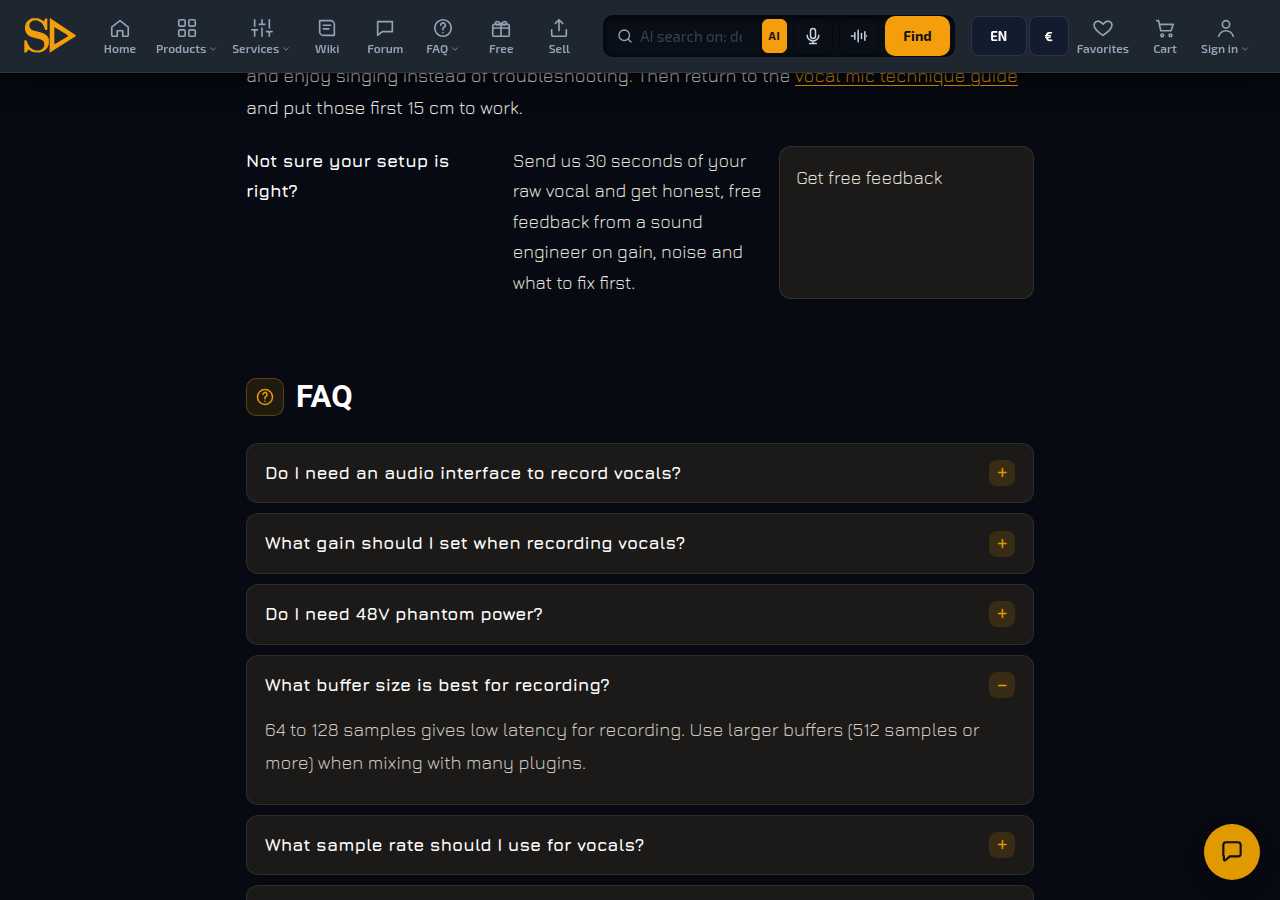 SD
Home
Products
Services
Wiki
Forum
FAQ
Free
Sell
AI search on:
AI
Find
EN
€
Favorites
Cart
Sign in
and enjoy singing instead of troubleshooting. Then return to the vocal mic technique guide
and put those first 15 cm to work.
Not sure your setup is
right?
Send us 30 seconds of your
raw vocal and get honest, free
feedback from a sound
engineer on gain, noise and
what to fix first.
Get free feedback
FAQ
Do I need an audio interface to record vocals?
What gain should I set when recording vocals?
Do I need 48V phantom power?
What buffer size is best for recording?
64 to 128 samples gives low latency for recording. Use larger buffers (512 samples or
more) when mixing with many plugins.
What sample rate should I use for vocals?